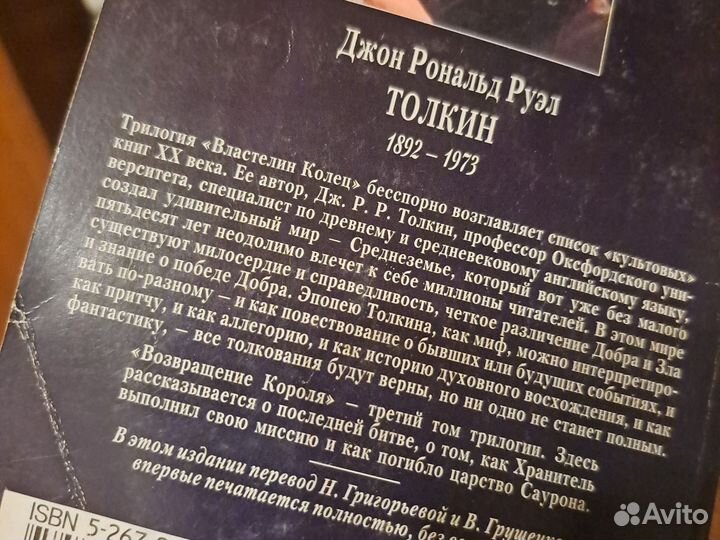 Джон Рональд Руэл
ТОЛКИН
1892 – 1973
Трилогия «Властелин Колец» бесспорно возглавляет список «культовых»
книг XX века. Ее автор, Дж. Р. Р. Толкин, профессор Оксфордского уни-
верситета, специалист по древнему и средневековому английскому языку,
создал удивительный мир – Среднеземье, который вот уже без малого
пятьдесят лет неодолимо влечет к себе миллионы читателей. В этом мире
существуют милосердие и справедливость, четкое различение Добра и Зла
и знание о победе Добра. Эпопею Толкина, как миф, можно интерпретиро-
вать по-разному – и как повествование о бывших или будущих событиях, и
как притчу, и как аллегорию, и как историю духовного восхождения, и как
фантастику, – все толкования будут верны, но ни одно не станет полным.
«Возвращение Короля» – третий том трилогии. Здесь
рассказывается о последней битве, о том, как Хранитель
выполнил свою миссию и как погибло царство Саурона.
В этом издании перевод Н. Григорьевой и В. Грушецк
впервые печатается полностью, без
ISBN 5-267
Avito